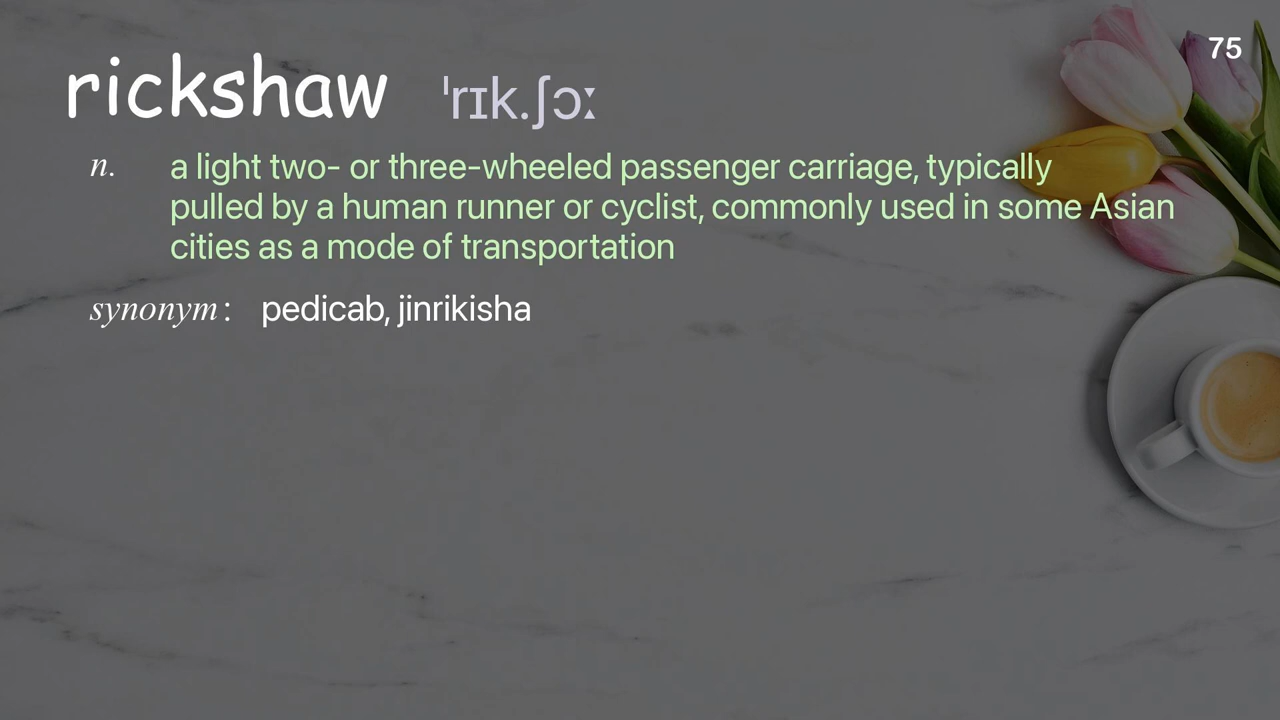 75
rickshaw ˈrɪk.ʃɔː
n. a light two- or three-wheeled passenger carriage, typically
pulled by a human runner or cyclist, commonly used in some Asian
cities as a mode of transportation
synonym: pedicab, jinrikisha